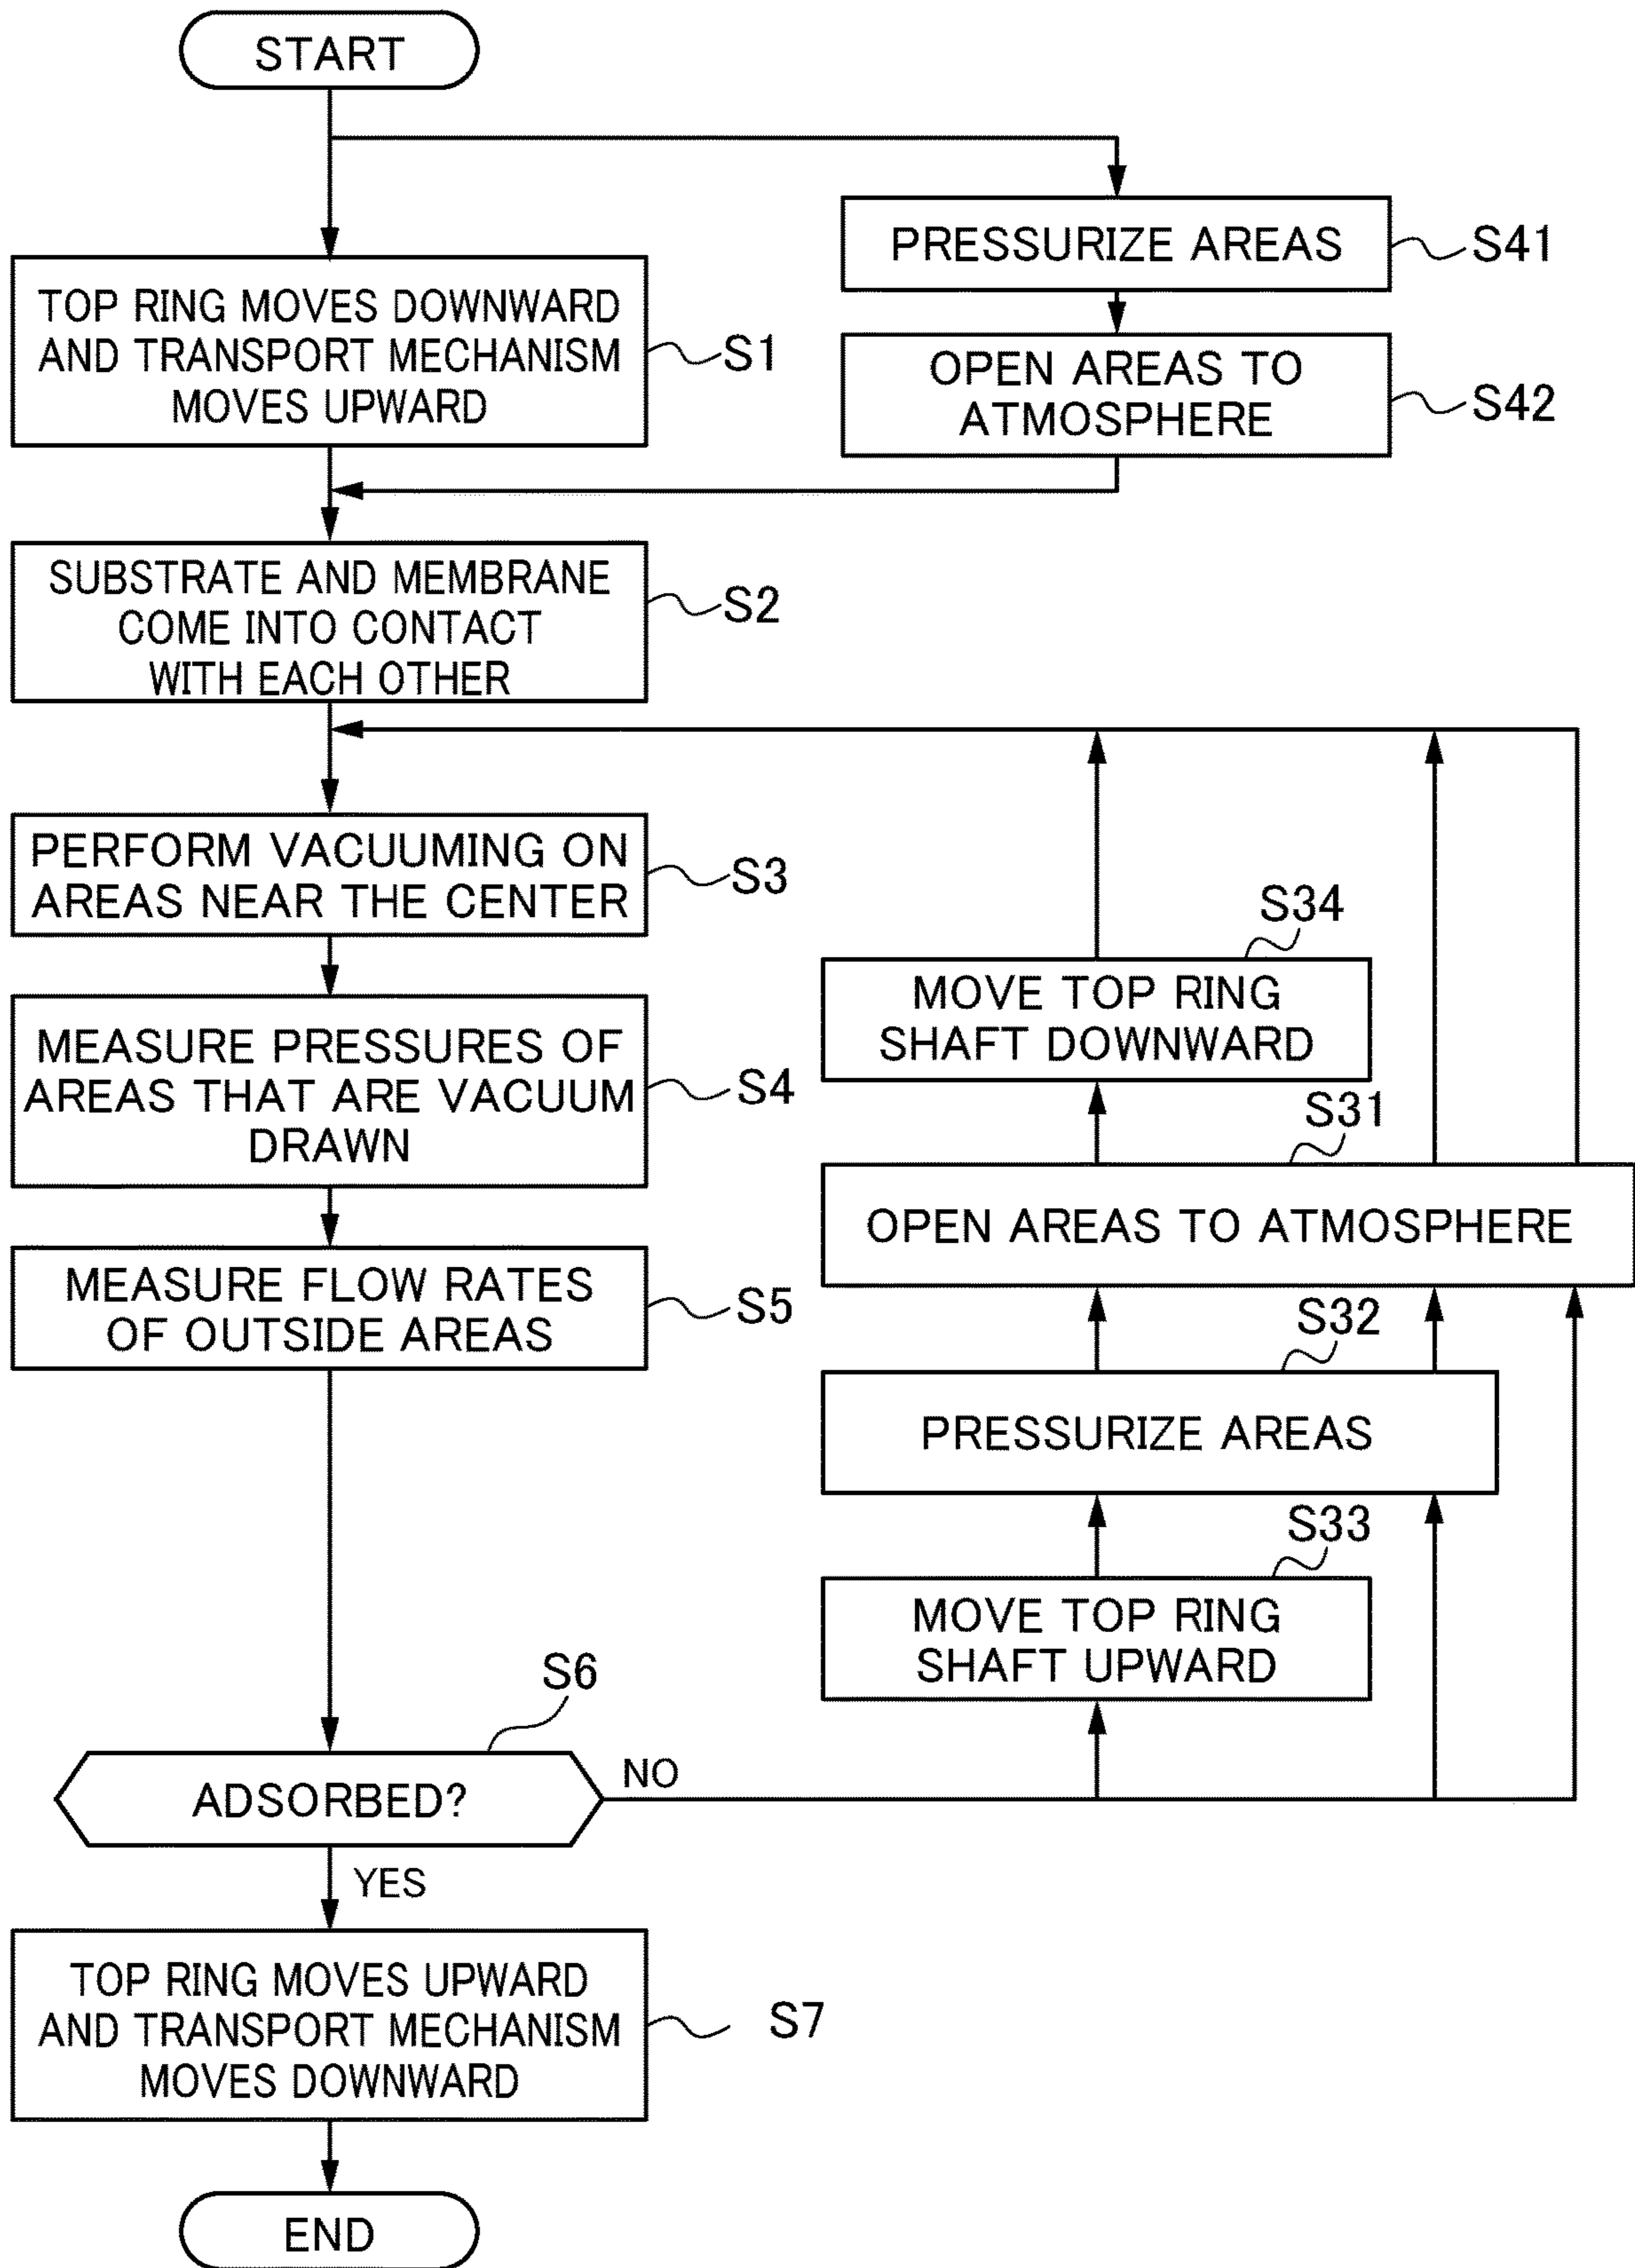 START
PRESSURIZE AREAS
S41
TOP RING MOVES DOWNWARD
AND TRANSPORT MECHANISM
MOVES UPWARD
S1
OPEN AREAS TO
ATMOSPHERE
S42
SUBSTRATE AND MEMBRANE
COME INTO CONTACT
WITH EACH OTHER
S2
PERFORM VACUUMING ON
AREAS NEAR THE CENTER
S3
S34
MOVE TOP RING
SHAFT DOWNWARD
MEASURE PRESSURES OF
AREAS THAT ARE VACUUM
DRAWN
S4
S31
OPEN AREAS TO ATMOSPHERE
MEASURE FLOW RATES
OF OUTSIDE AREAS
S5
S32
PRESSURIZE AREAS
S33
MOVE TOP RING
SHAFT UPWARD
S6
ADSORBED?
NO
YES
TOP RING MOVES UPWARD
AND TRANSPORT MECHANISM
MOVES DOWNWARD
S7
END